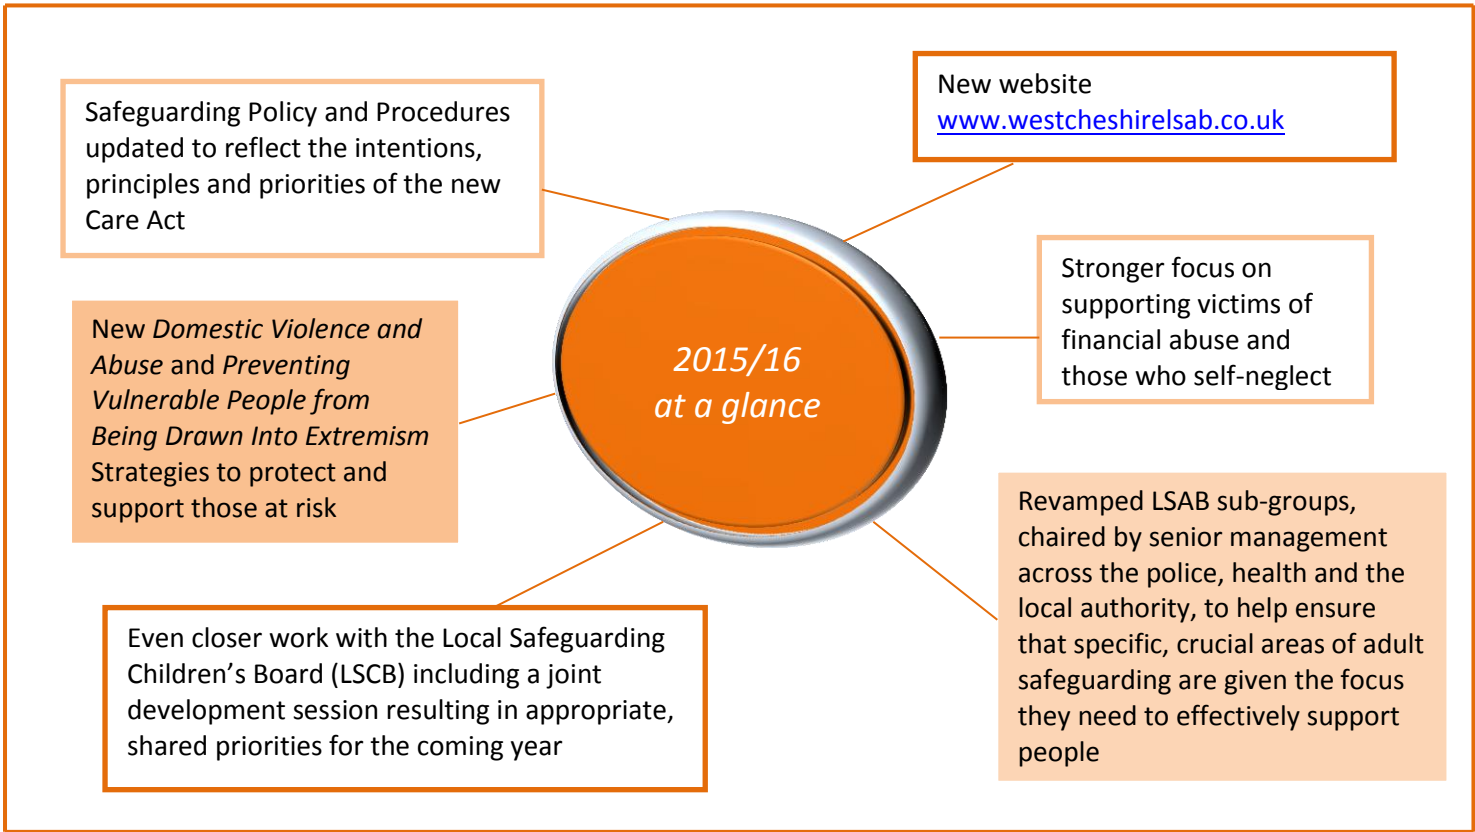 Safeguarding Policy and Procedures
updated to reflect the intentions,
principles and priorities of the new
Care Act
New website
www.westcheshirelsab.co.uk
Stronger focus on
supporting victims of
financial abuse and
those who self-neglect
New Domestic Violence and
Abuse and Preventing
Vulnerable People from
Being Drawn Into Extremism
Strategies to protect and
support those at risk
2015/16
at a glance
Revamped LSAB sub-groups,
chaired by senior management
across the police, health and the
local authority, to help ensure
that specific, crucial areas of adult
safeguarding are given the focus
they need to effectively support
people
Even closer work with the Local Safeguarding
Children’s Board (LSCB) including a joint
development session resulting in appropriate,
shared priorities for the coming year